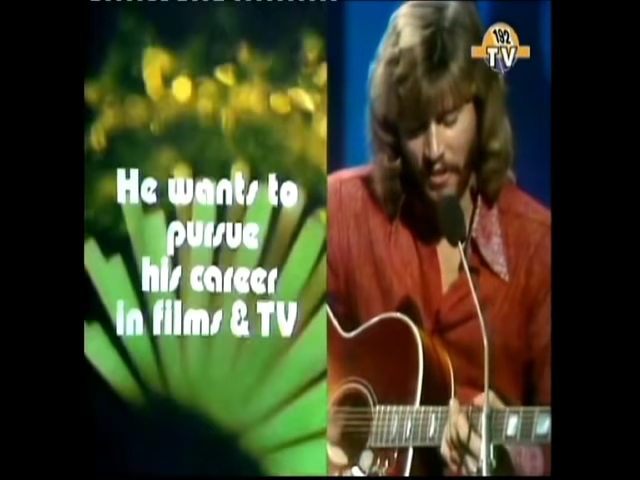 He wants to
pursue
his career
in films & TV
192
TV